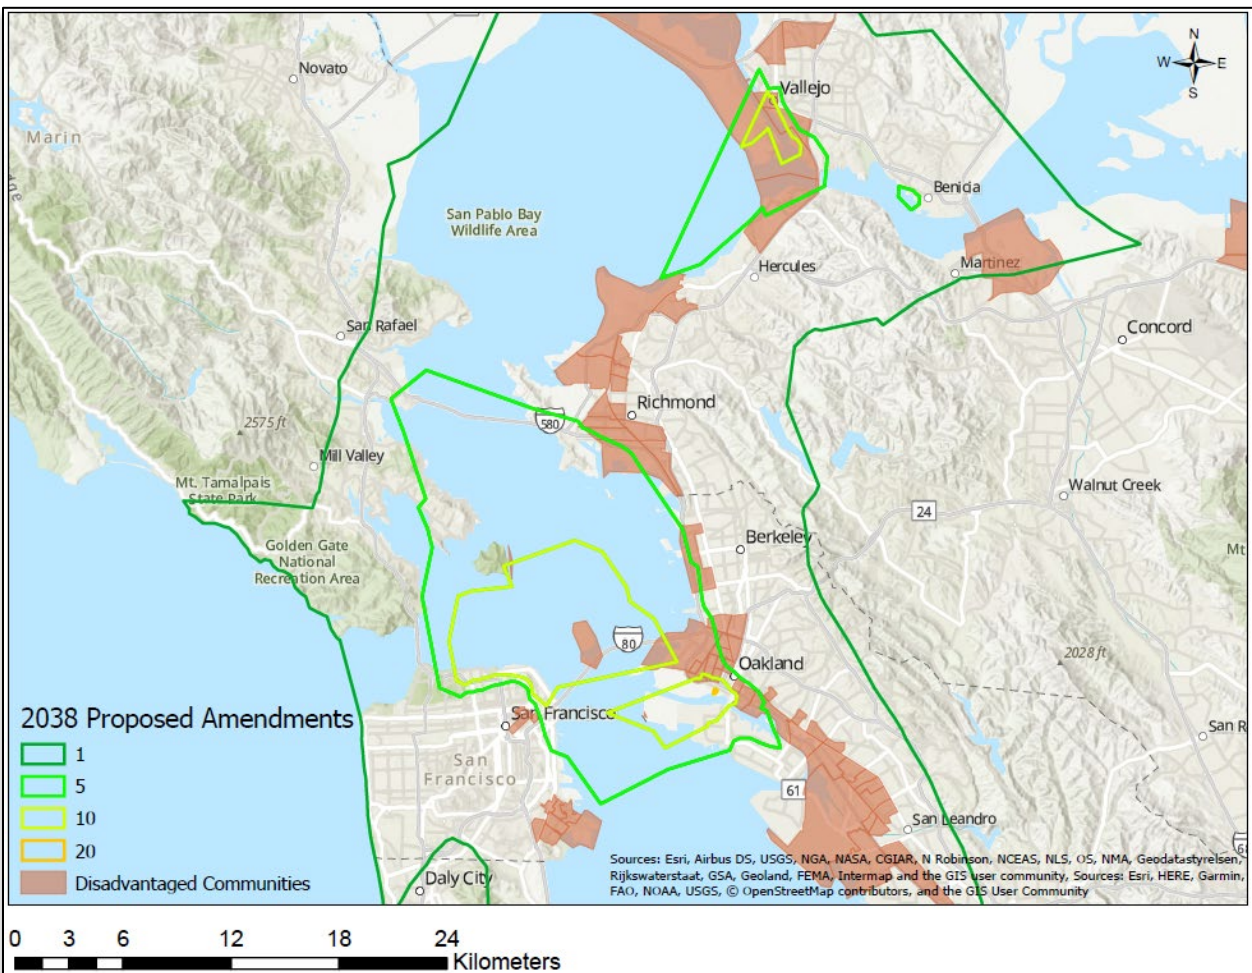 N
W E
S
Novato
Vallejo
Marin
Benicia
San Pablo Bay
Wildlife Area
Hercules
Martinez
San Rafael
Concord
Richmond
580
2575 ft
Mill Valley
Mt. Tamalpais
State Park
Walnut Creek
24
Berkeley
Golden Gate
National
Recreation Area
Mt
80
2028 ft
Oakland
2038 Proposed Amendments
San Francisco
San R
1
San
Francisco
5
61
10
San Leandro
20
Disadvantaged Communities
Daly City
Sources: Esri, Airbus DS, USGS, NGA, NASA, CGIAR, N Robinson, NCEAS, NLS, OS, NMA, Geodatastyrelsen,
Rijkswaterstaat, GSA, Geoland, FEMA, Intermap and the GIS user community, Sources: Esri, HERE, Garmin,
FAO, NOAA, USGS, © OpenStreetMap contributors, and the GIS User Community
0 3 6 12 18 24
Kilometers